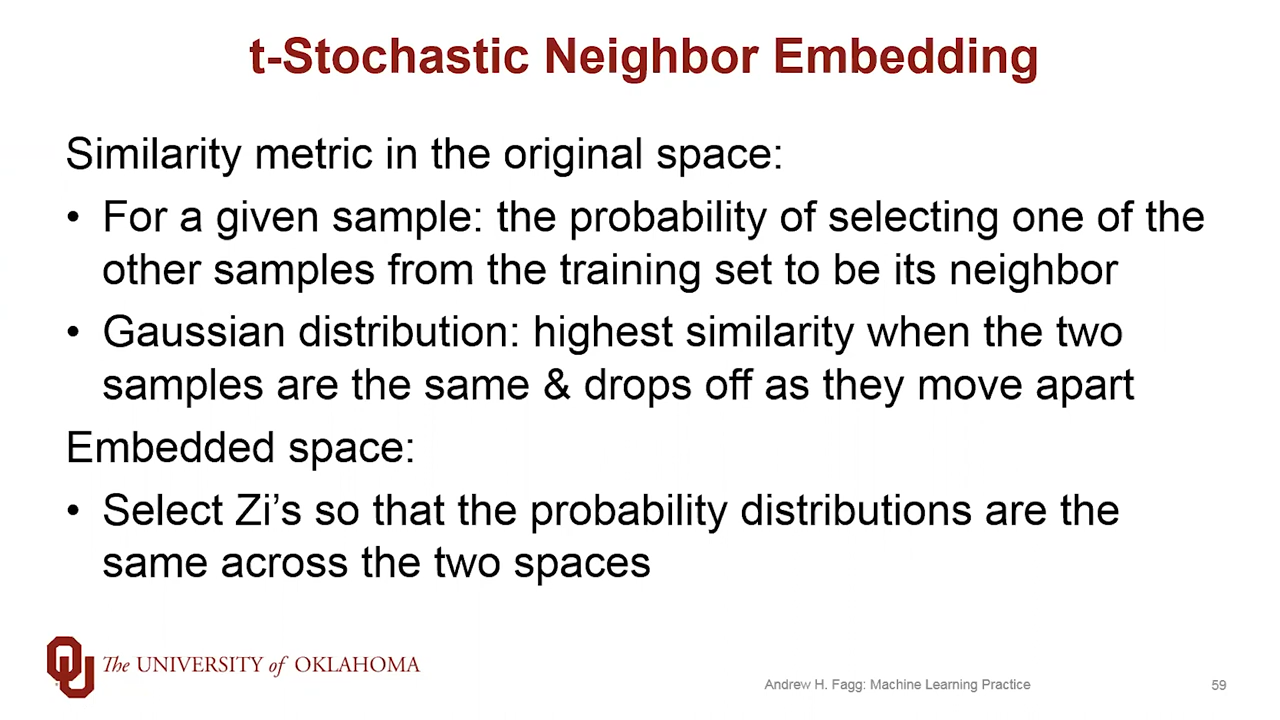 t-Stochastic Neighbor Embedding
Similarity metric in the original space:
• For a given sample: the probability of selecting one of the
other samples from the training set to be its neighbor
• Gaussian distribution: highest similarity when the two
samples are the same & drops off as they move apart
Embedded space:
• Select Zi’s so that the probability distributions are the
same across the two spaces
The UNIVERSITY of OKLAHOMA
Andrew H. Fagg: Machine Learning Practice
59